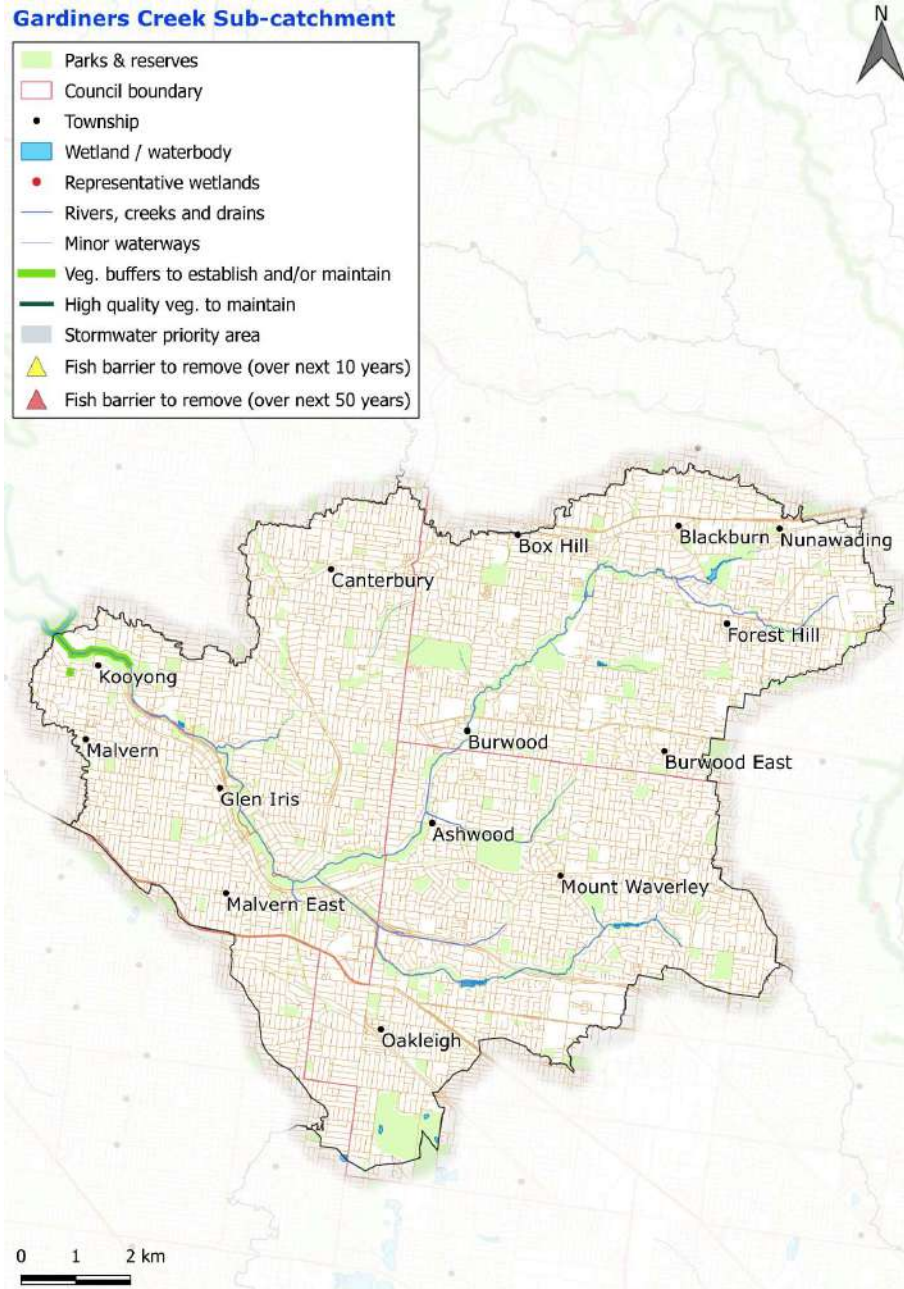 Gardiners Creek Sub-catchment
N
Parks & reserves
Council boundary
Township
Wetland / waterbody
Representative wetlands
Rivers, creeks and drains
Minor waterways
Veg. buffers to establish and/or maintain
High quality veg. to maintain
Stormwater priority area
Fish barrier to remove (over next 10 years)
Fish barrier to remove (over next 50 years)
Blackburn
Nunawading
Box Hill
Canterbury
Forest Hill
Kooyong
Burwood
Malvern
Burwood East
Glen Iris
Ashwood
Mount Waverley
Malvern East
Oakleigh
0 1 2 km